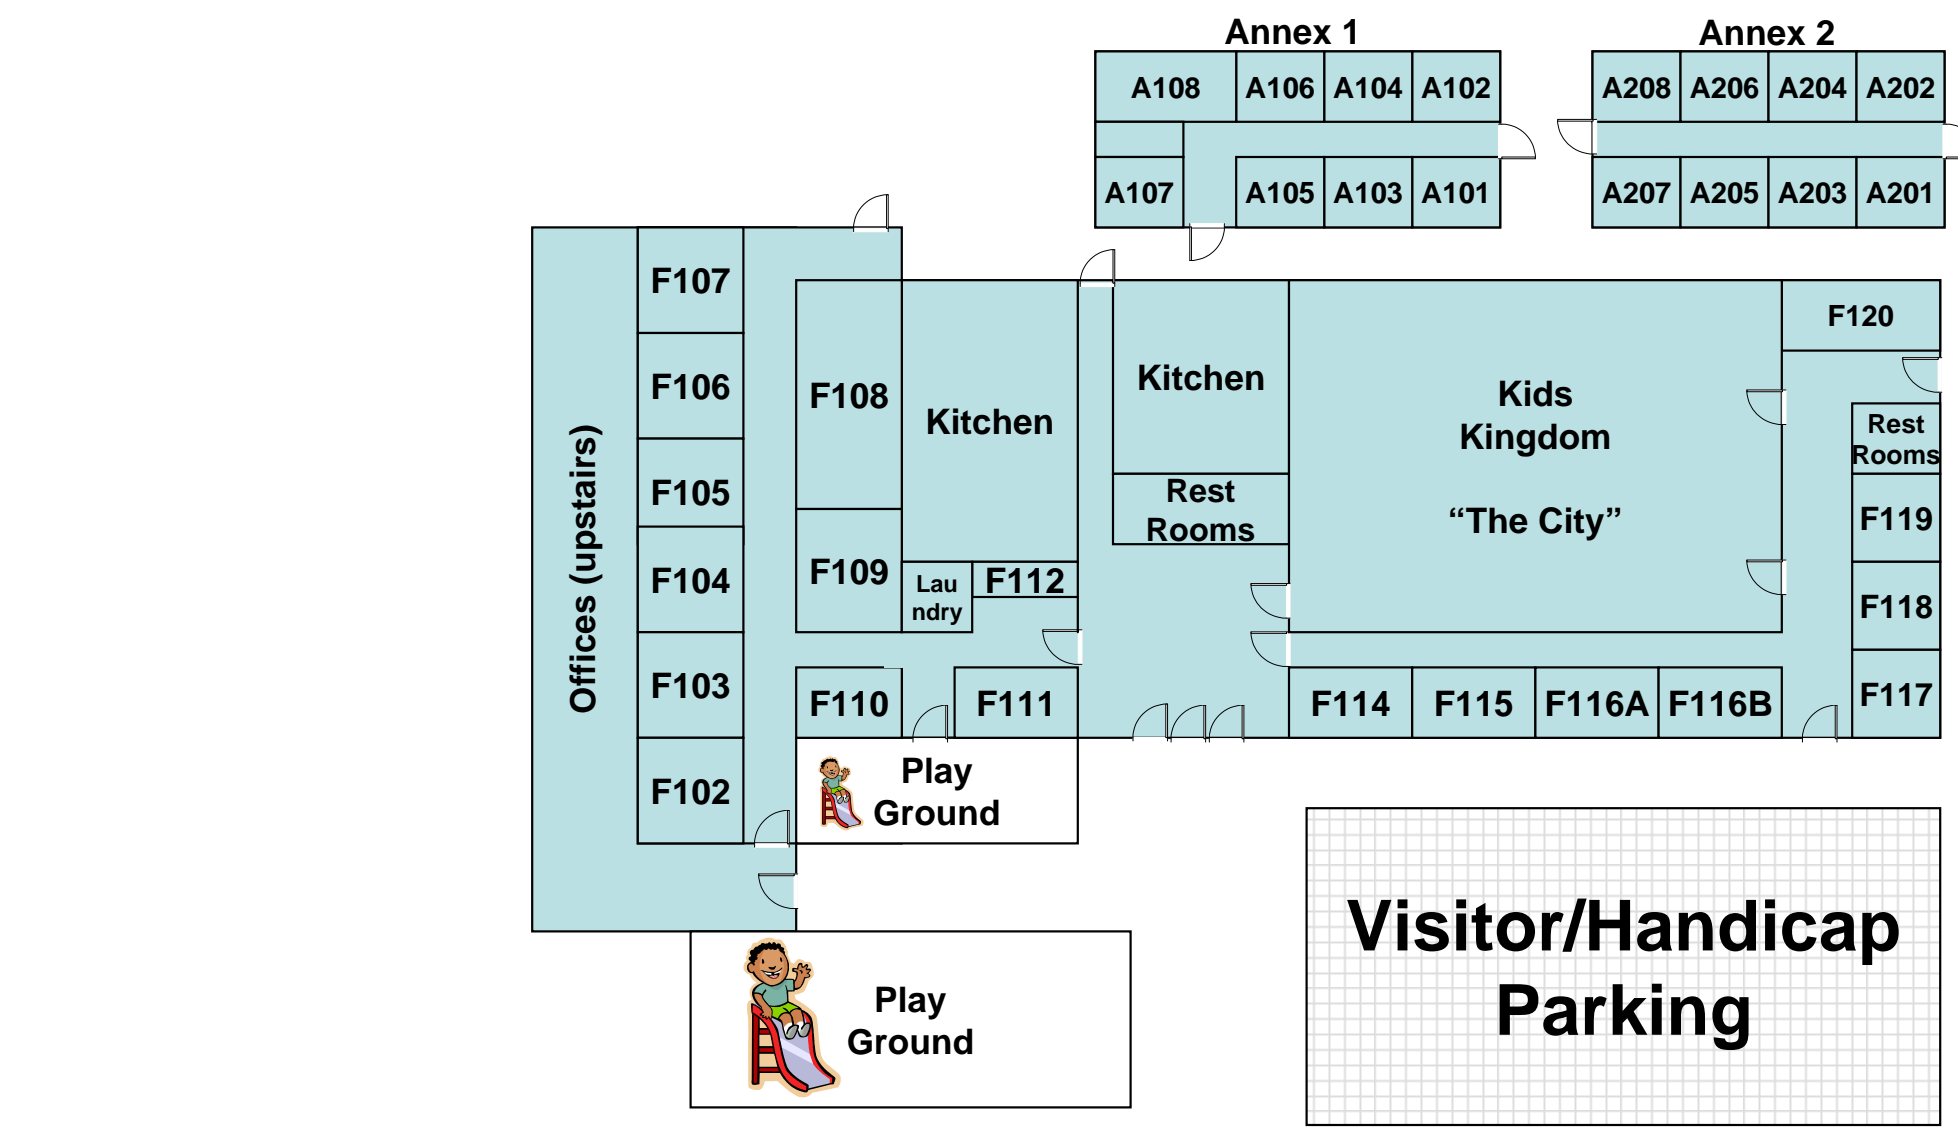 Annex 1
Annex 2
A108
A106
A104
A102
A208
A206
A204
A202
A107
A105
A103
A101
A207
A205
A203
A201
F107
F106
F105
F104
F103
F102
Offices (upstairs)
F108
F109
F110
Kitchen
Lau
ndry
F112
F111
Kitchen
Rest
Rooms
Kids
Kingdom
“The City”
F120
Rest
Rooms
F119
F118
F117
F114
F115
F116A
F116B
Play
Ground
Play
Ground
Visitor/Handicap
Parking